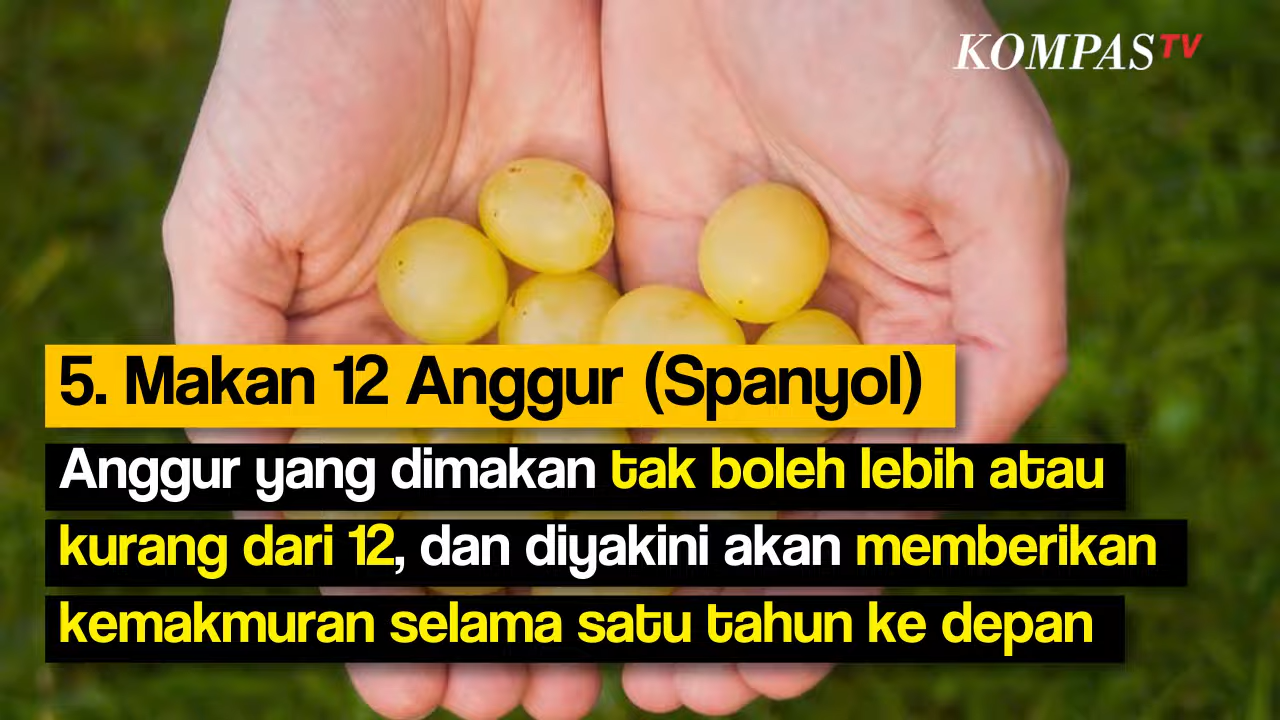 KOMPASTV
5. Makan 12 Anggur (Spanyol)
Anggur yang dimakan tak boleh lebih atau
kurang dari 12, dan diyakini akan memberikan
kemakmuran selama satu tahun ke depan